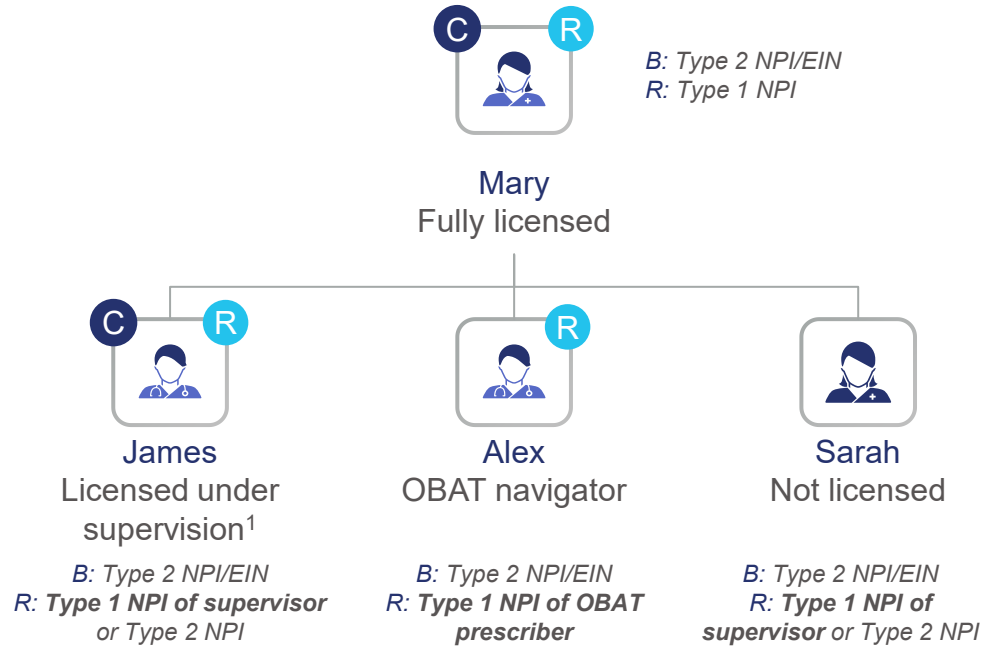 C R
B: Type 2 NPI/EIN
R: Type 1 NPI
Mary
Fully licensed
C R
R
James
Licensed under
supervision1
B: Type 2 NPI/EIN
R: Type 1 NPI of supervisor
or Type 2 NPI
Alex
OBAT navigator
B: Type 2 NPI/EIN
R: Type 1 NPI of OBAT
prescriber
Sarah
Not licensed
B: Type 2 NPI/EIN
R: Type 1 NPI of
supervisor or Type 2 NPI